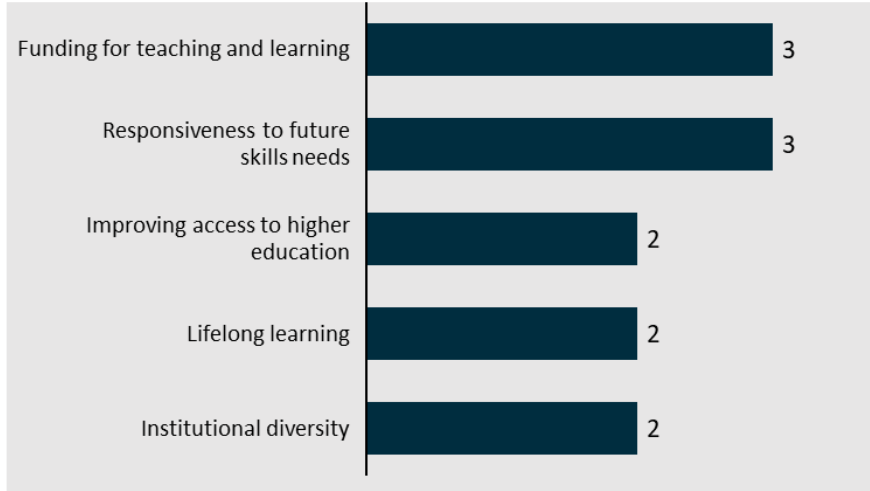 Funding for teaching and learning 3
Responsiveness to future
skills needs 3
Improving access to higher
education 2
Lifelong learning 2
Institutional diversity 2